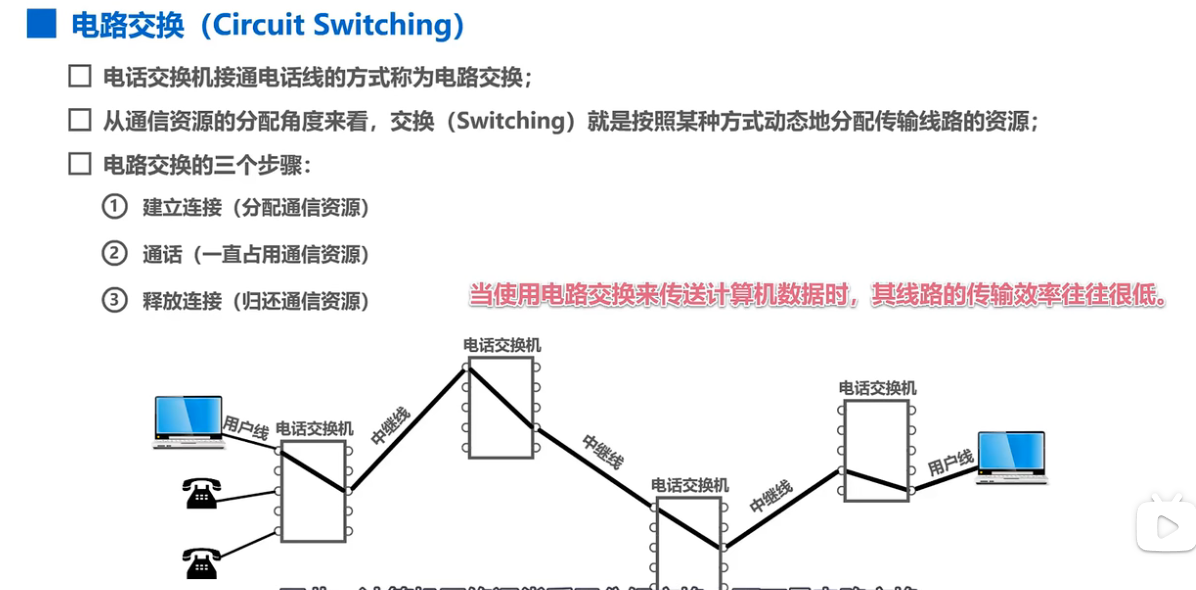 电路交换（Circuit Switching）
电话交换机接通电话线的方式称为电路交换；
从通信资源的分配角度来看，交换（Switching）就是按照某种方式动态地分配传输线路的资源；
电路交换的三个步骤：
① 建立连接（分配通信资源）
② 通话（一直占用通信资源）
③ 释放连接（归还通信资源）
当使用电路交换来传送计算机数据时，其线路的传输效率往往很低。
电话交换机
电话交换机
用户线
电话交换机
中继线
中继线
用户线
电话交换机
中继线